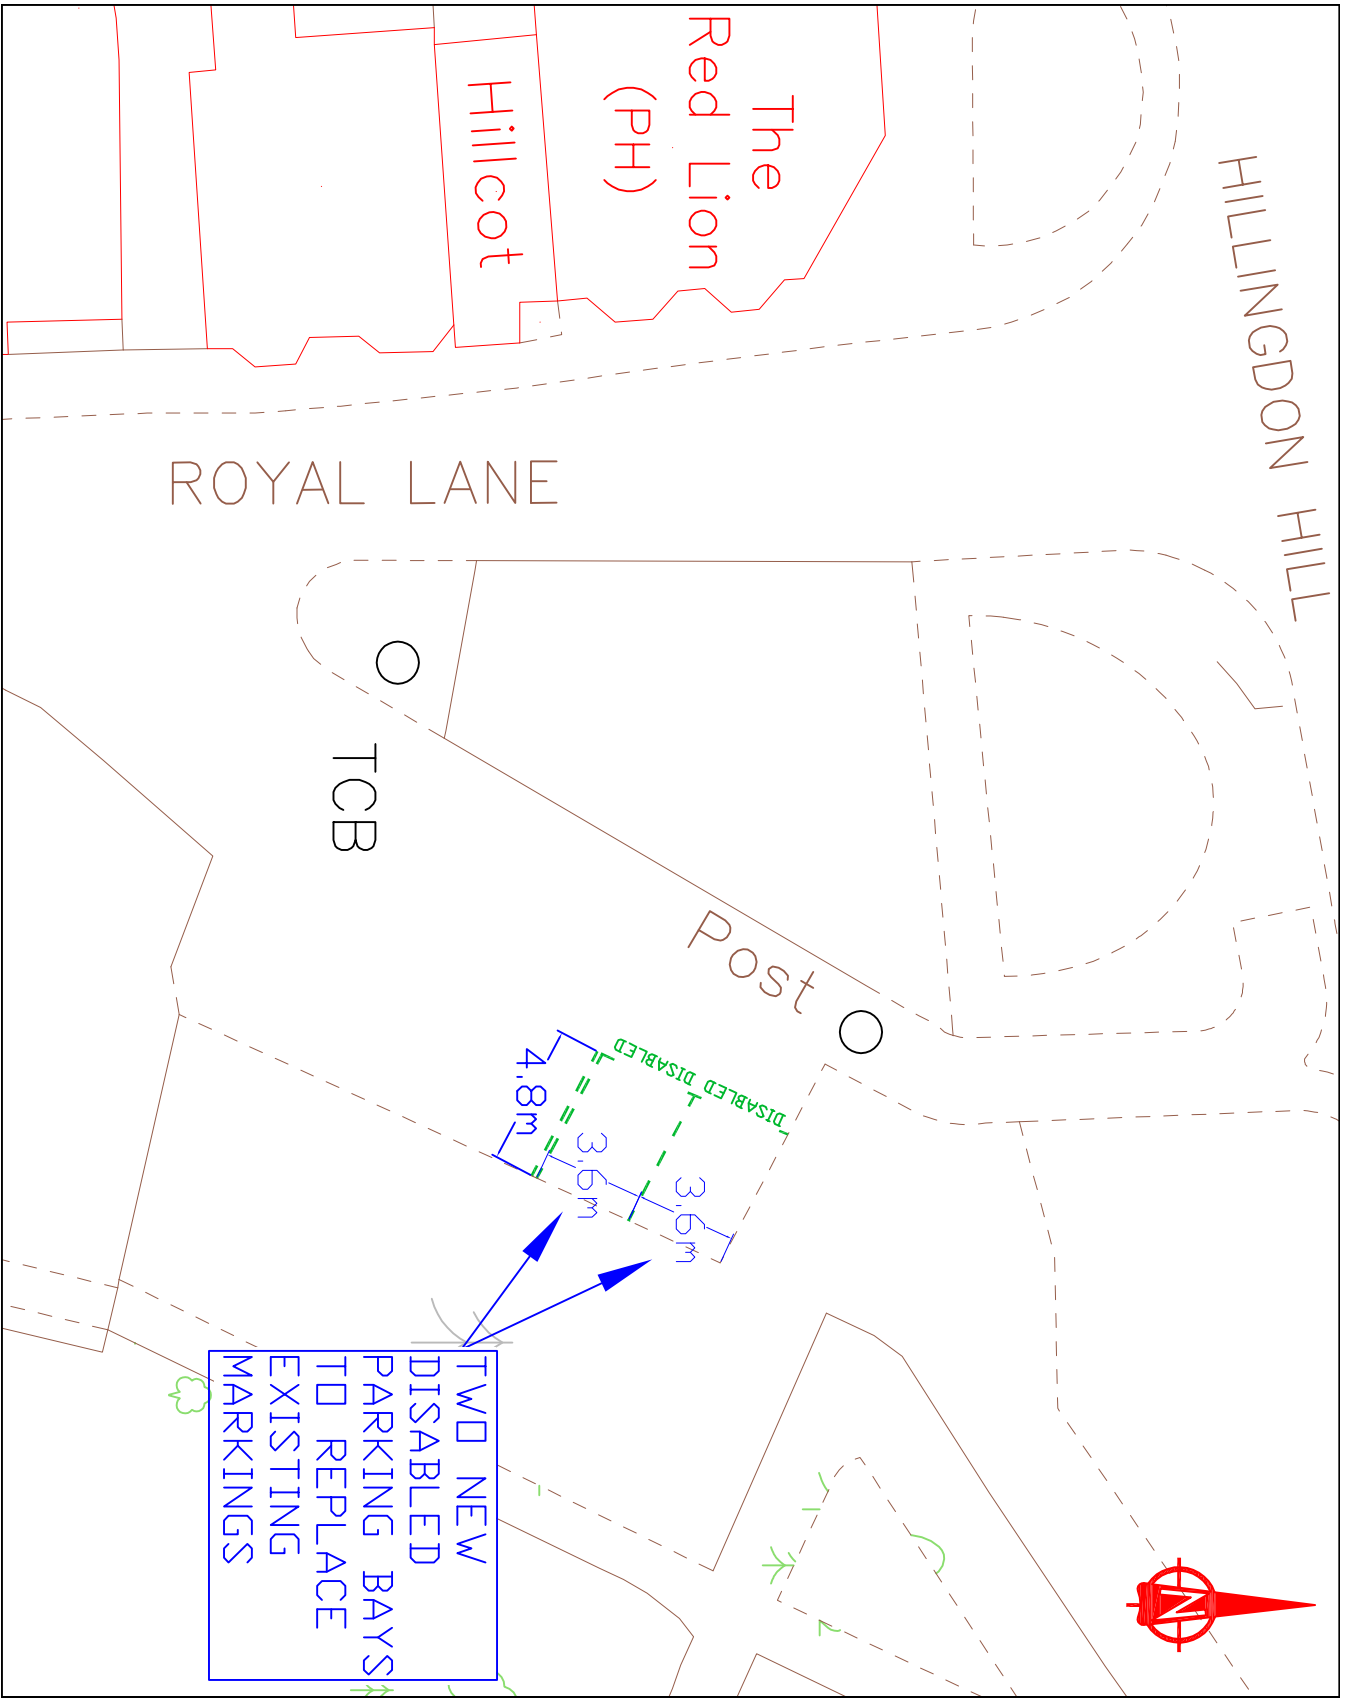 HILLINGDON HILL
The
Red Lion
(PH)
Hillcot
ROYAL LANE
TCB
Post
DISABLED
DISABLED
4.8m
3.6m
3.6m
TWO NEW
DISABLED
PARKING BAYS
TO REPLACE
EXISTING
MARKINGS
N